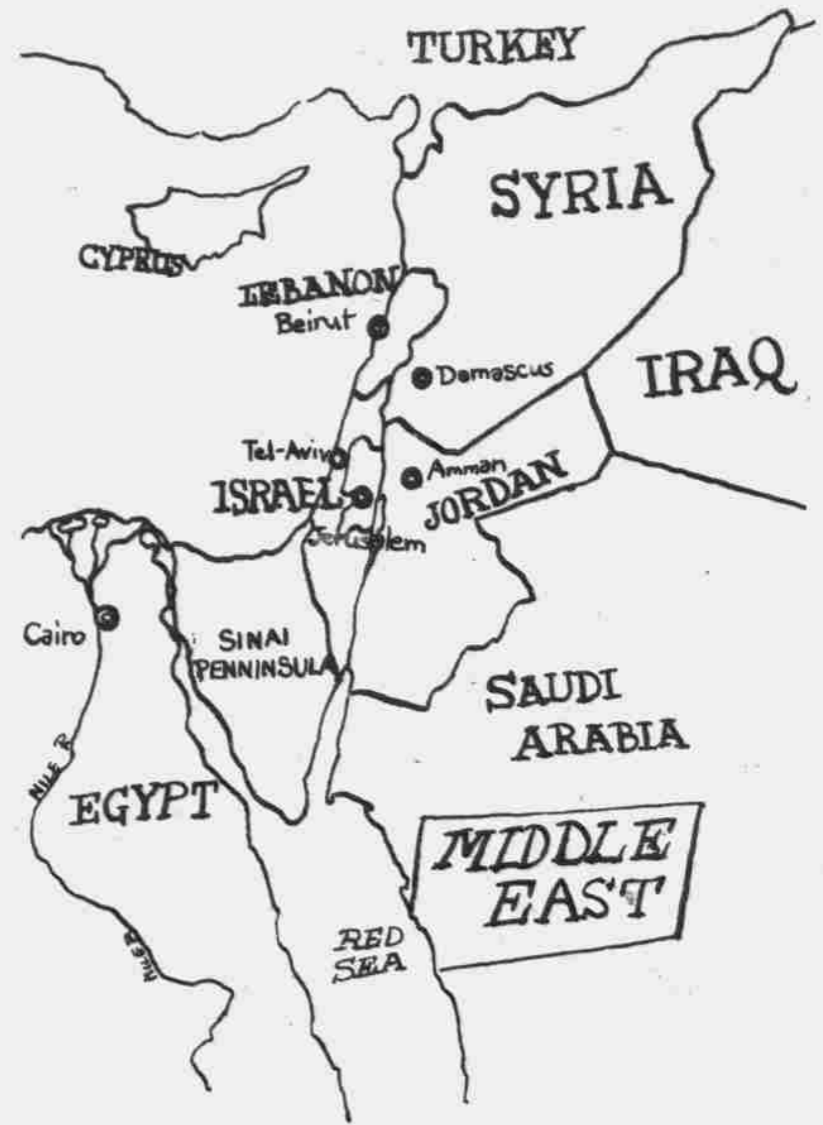 TURKEY
SYRIA
CYPRUS
LEBANON
Beirut
Damascus
IRAQ
Tel-Aviv
Amman
ISRAEL
JORDAN
Jerusalem
Cairo
SINAI
PENNINSULA
SAUDI
ARABIA
NILE R
EGYPT
MIDDLE
EAST
RED
SEA
NILE R